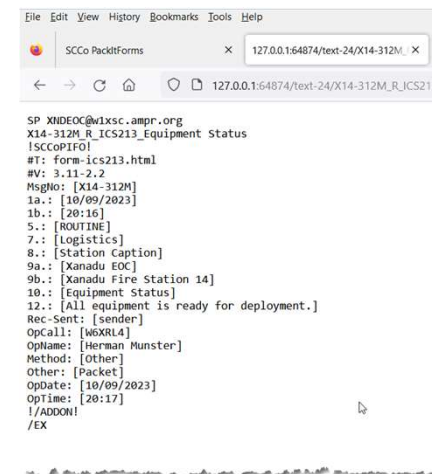 File Edit View History Bookmarks Tools Help
SCCo PackItForms × 127.0.0.1:64874/text-24/X14-312M_ ×
127.0.0.1:64874/text-24/X14-312M_R_ICS21
SP XNDEOC@w1xsc.ampr.org
X14-312M_R_ICS213_Equipment Status
!SCCoPIFO!
#T: form-ics213.html
#V: 3.11-2.2
MsgNo: [X14-312M]
1a.: [10/09/2023]
1b.: [20:16]
5.: [ROUTINE]
7.: [Logistics]
8.: [Station Caption]
9a.: [Xanadu EOC]
9b.: [Xanadu Fire Station 14]
10.: [Equipment Status]
12.: [All equipment is ready for deployment.]
Rec-Sent: [sender]
OpCall: [W6XRL4]
OpName: [Herman Munster]
Method: [Other]
Other: [Packet]
OpDate: [10/09/2023]
OpTime: [20:17]
!/ADDON!
/EX